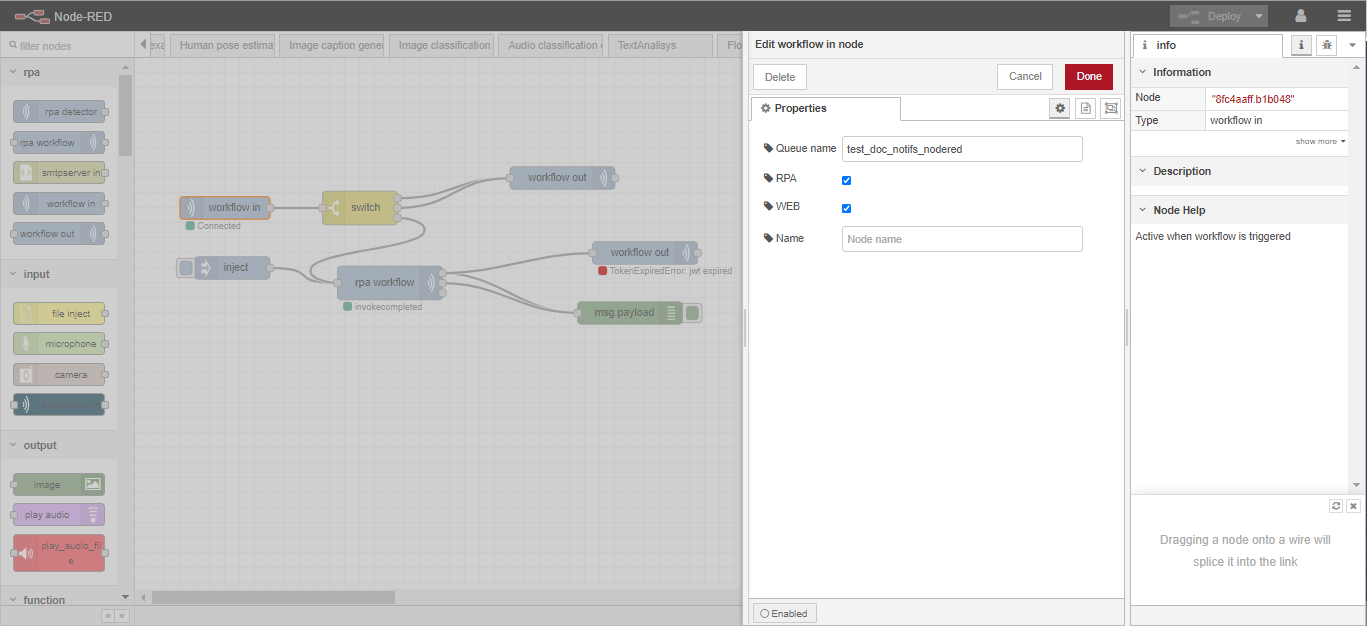 Node-RED
Deploy
filter nodes
rpa
rpa detector
rpa workflow
smtpserver in
workflow in
workflow out
input
file inject
microphone
camera
output
image
play audio
play_audio_fil
e
function
exa
Human pose estimat
Image caption gener
Image classification
Audio classification
TextAnalisys
Flo
workflow in
Connected
switch
workflow out
inject
rpa workflow
invokecompleted
workflow out
TokenExpiredError: jwt expired
msg.payload
Edit workflow in node
Delete
Cancel
Done
Properties
Queue name
test_doc_notifs_nodered
RPA
WEB
Name
Node name
Enabled
info
Information
Node
"8fc4aaff.b1b048"
Type
workflow in
show more
Description
Node Help
Active when workflow is triggered
Dragging a node onto a wire will
splice it into the link